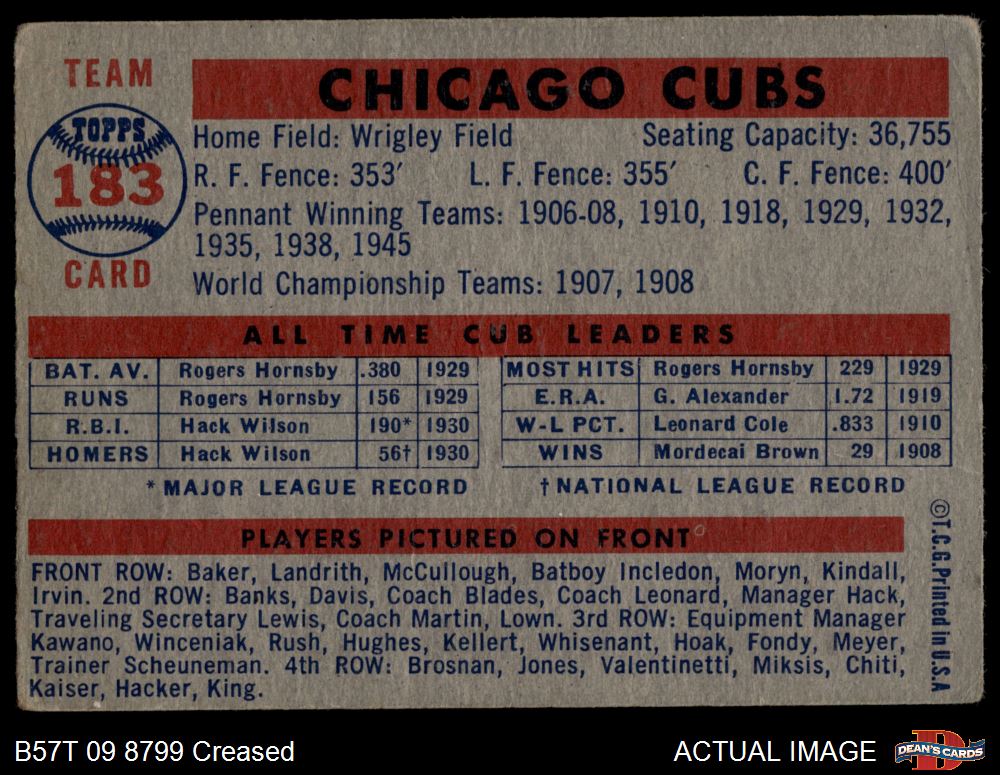 TEAM
TOPPS
183
CARD
CHICAGO CUBS
Home Field: Wrigley Field Seating Capacity: 36,755
R. F. Fence: 353′ L. F. Fence: 355′ C. F. Fence: 400′
Pennant Winning Teams: 1906-08, 1910, 1918, 1929, 1932,
1935, 1938, 1945
World Championship Teams: 1907, 1908
ALL TIME CUB LEADERS
BAT. AV. Rogers Hornsby .380 1929 MOST HITS Rogers Hornsby 229 1929
RUNS Rogers Hornsby 156 1929 E.R.A. G. Alexander 1.72 1919
R.B.I. Hack Wilson 190* 1930 W-L PCT. Leonard Cole .833 1910
HOMERS Hack Wilson 56† 1930 WINS Mordecai Brown 29 1908
*MAJOR LEAGUE RECORD †NATIONAL LEAGUE RECORD
PLAYERS PICTURED ON FRONT
FRONT ROW: Baker, Landrith, McCullough, Batboy Incledon, Moryn, Kindall,
Irvin. 2nd ROW: Banks, Davis, Coach Blades, Coach Leonard, Manager Hack,
Traveling Secretary Lewis, Coach Martin, Lown. 3rd ROW: Equipment Manager
Kawano, Winceniak, Rush, Hughes, Kellert, Whisenant, Hoak, Fondy, Meyer,
Trainer Scheuneman. 4th ROW: Brosnan, Jones, Valentinetti, Miksis, Chiti,
Kaiser, Hacker, King.
©T.C.G. Printed in U.S.A
B57T 09 8799 Creased ACTUAL IMAGE
D
DEAN'S CARDS